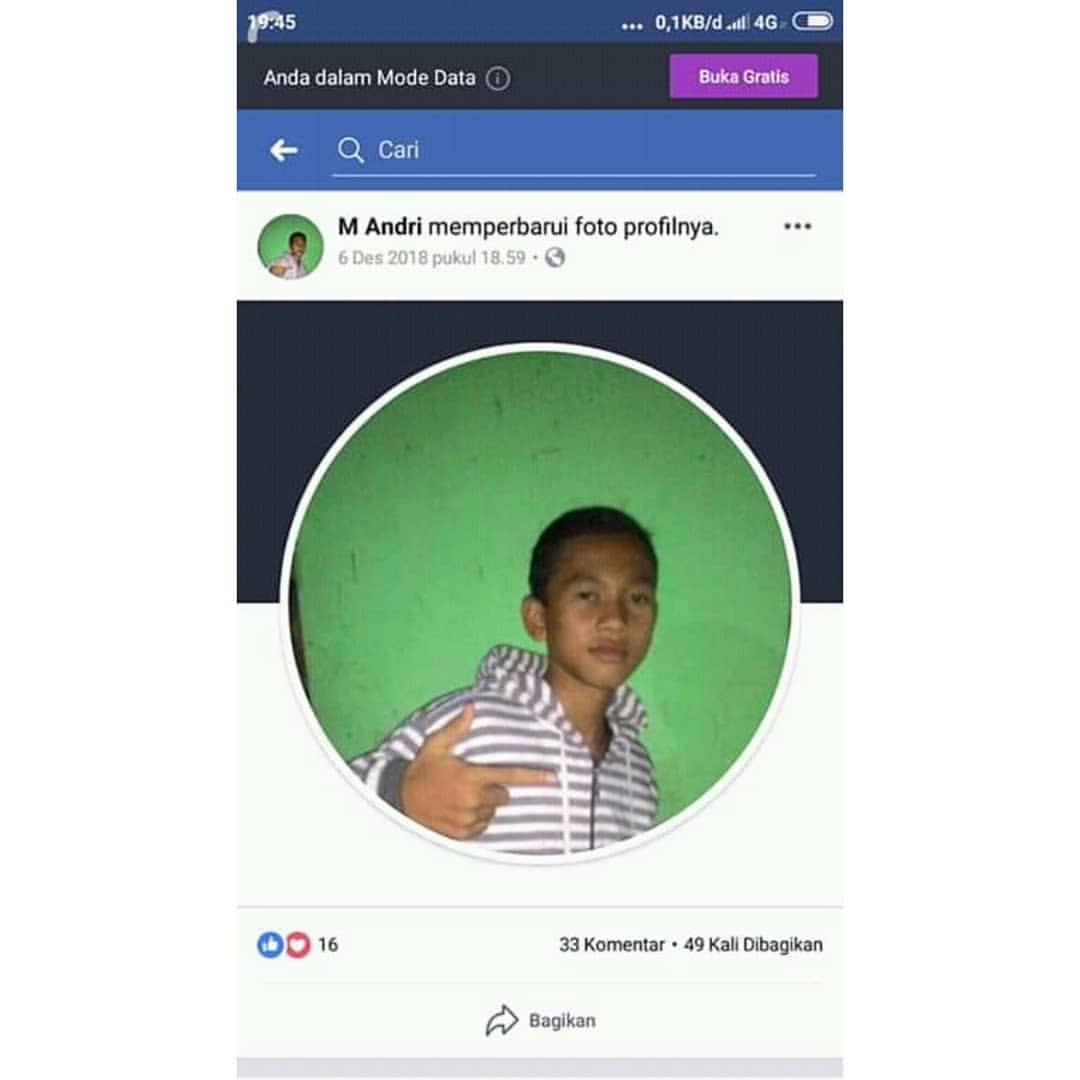 19:45 ... 0,1KB/d 4G
Anda dalam Mode Data
Buka Gratis
Cari
M Andri memperbarui foto profilnya.
6 Des 2018 pukul 18.59 •
16
33 Komentar • 49 Kali Dibagikan
Bagikan